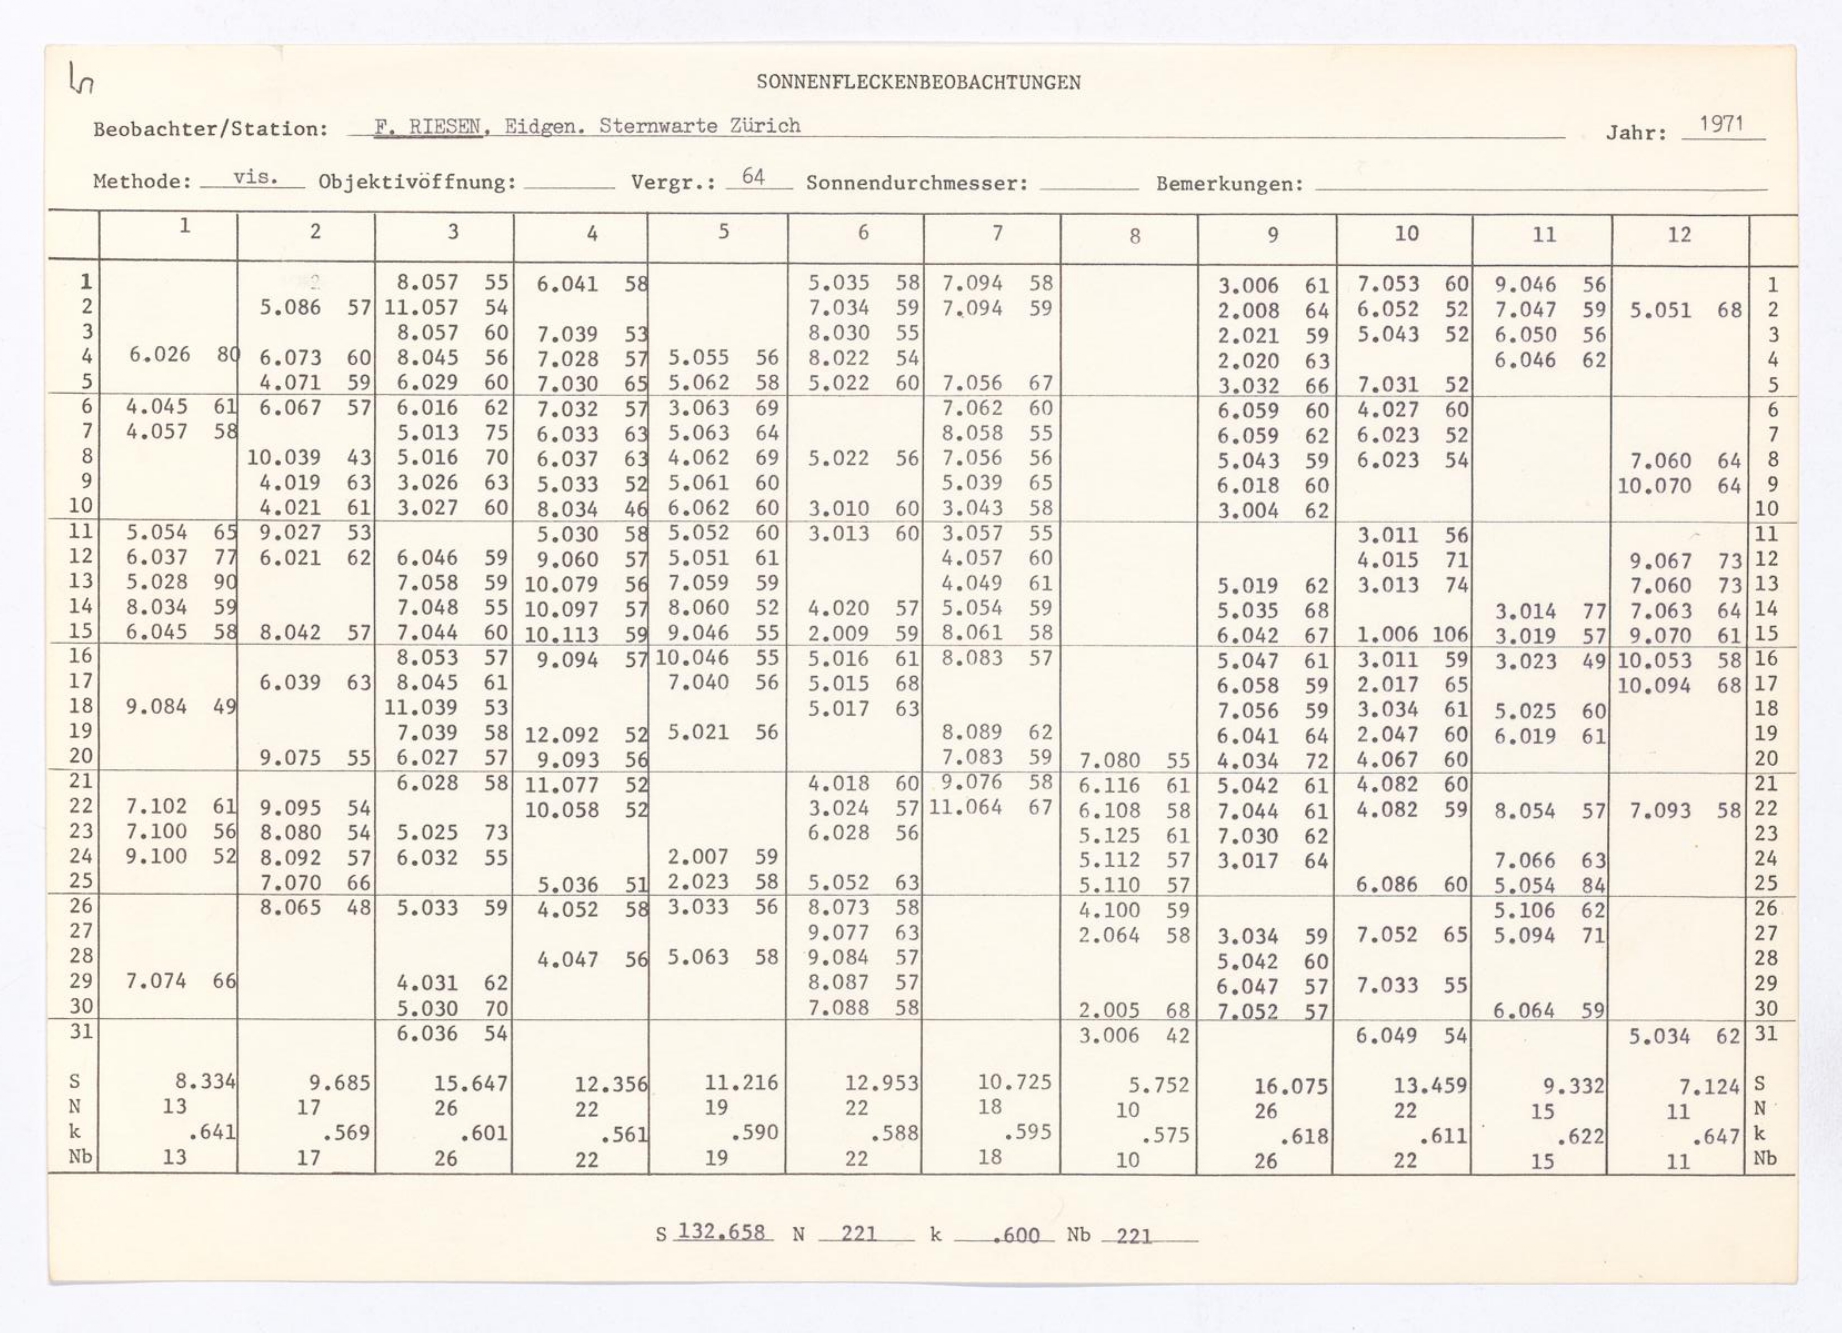 SONNENFLECKENBEOBACHTUNGEN
Beobachter/Station: F. RIESEN, Eidgen. Sternwarte Zürich Jahr: 1971
Methode: vis. Objektivöffnung: Vergr.: 64 Sonnendurchmesser: Bemerkungen:
1 2 3 4 5 6 7 8 9 10 11 12
1 8.057 55 6.041 58 5.035 58 7.094 58 3.006 61 7.053 60 9.046 56 1
2 5.086 57 11.057 54 7.034 59 7.094 59 2.008 64 6.052 52 7.047 59 5.051 68 2
3 8.057 60 7.039 53 8.030 55 2.021 59 5.043 52 6.050 56 3
4 6.026 80 6.073 60 8.045 56 7.028 57 5.055 56 8.022 54 2.020 63 6.046 62 4
5 4.071 59 6.029 60 7.030 65 5.062 58 5.022 60 7.056 67 3.032 66 7.031 52 5
6 4.045 61 6.067 57 6.016 62 7.032 57 3.063 69 7.062 60 6.059 60 4.027 60 6
7 4.057 58 5.013 75 6.033 63 5.063 64 8.058 55 6.059 62 6.023 52 7
8 10.039 43 5.016 70 6.037 63 4.062 69 5.022 56 7.056 56 5.043 59 6.023 54 7.060 64 8
9 4.019 63 3.026 63 5.033 52 5.061 60 5.039 65 6.018 60 10.070 64 9
10 4.021 61 3.027 60 8.034 46 6.062 60 3.010 60 3.043 58 3.004 62 10
11 5.054 65 9.027 53 5.030 58 5.052 60 3.013 60 3.057 55 3.011 56 11
12 6.037 77 6.021 62 6.046 59 9.060 57 5.051 61 4.057 60 4.015 71 9.067 73 12
13 5.028 90 7.058 59 10.079 56 7.059 59 4.049 61 5.019 62 3.013 74 7.060 73 13
14 8.034 59 7.048 55 10.097 57 8.060 52 4.020 57 5.054 59 5.035 68 3.014 77 7.063 64 14
15 6.045 58 8.042 57 7.044 60 10.113 59 9.046 55 2.009 59 8.061 58 6.042 67 1.006 106 3.019 57 9.070 61 15
16 8.053 57 9.094 57 10.046 55 5.016 61 8.083 57 5.047 61 3.011 59 3.023 49 10.053 58 16
17 6.039 63 8.045 61 7.040 56 5.015 68 6.058 59 2.017 65 10.094 68 17
18 9.084 49 11.039 53 5.017 63 7.056 59 3.034 61 5.025 60 18
19 7.039 58 12.092 52 5.021 56 8.089 62 6.041 64 2.047 60 6.019 61 19
20 9.075 55 6.027 57 9.093 56 7.083 59 7.080 55 4.034 72 4.067 60 20
21 6.028 58 11.077 52 4.018 60 9.076 58 6.116 61 5.042 61 4.082 60 21
22 7.102 61 9.095 54 10.058 52 3.024 57 11.064 67 6.108 58 7.044 61 4.082 59 8.054 57 7.093 58 22
23 7.100 56 8.080 54 5.025 73 6.028 56 5.125 61 7.030 62 23
24 9.100 52 8.092 57 6.032 55 2.007 59 5.112 57 3.017 64 7.066 63 24
25 7.070 66 5.036 51 2.023 58 5.052 63 5.110 57 6.086 60 5.054 84 25
26 8.065 48 5.033 59 4.052 58 3.033 56 8.073 58 4.100 59 5.106 62 26
27 9.077 63 2.064 58 3.034 59 7.052 65 5.094 71 27
28 4.047 56 5.063 58 9.084 57 5.042 60 28
29 7.074 66 4.031 62 8.087 57 6.047 57 7.033 55 29
30 5.030 70 7.088 58 2.005 68 7.052 57 6.064 59 30
31 6.036 54 3.006 42 6.049 54 5.034 62 31
S 8.334 9.685 15.647 12.356 11.216 12.953 10.725 5.752 16.075 13.459 9.332 7.124 S
N 13 17 26 22 19 22 18 10 26 22 15 11 N
k .641 .569 .601 .561 .590 .588 .595 .575 .618 .611 .622 .647 k
Nb 13 17 26 22 19 22 18 10 26 22 15 11 Nb
S 132.658 N 221 k .600 Nb 221